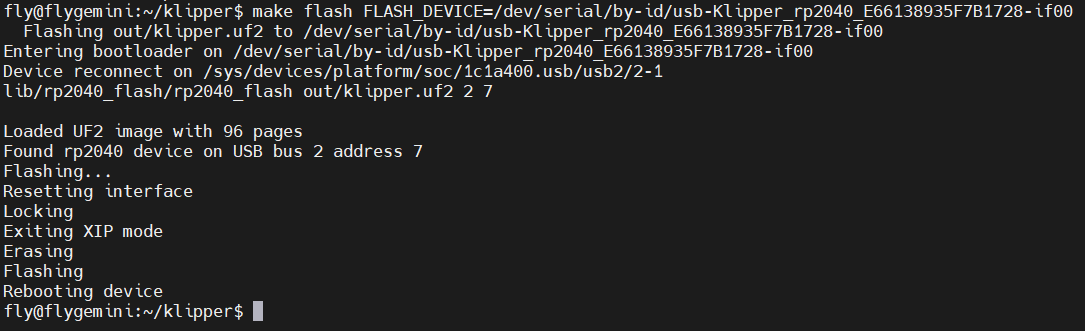 fly@flygemini:~/klipper$ make flash FLASH_DEVICE=/dev/serial/by-id/usb-Klipper_rp2040_E66138935F7B1728-if00
  Flashing out/klipper.uf2 to /dev/serial/by-id/usb-Klipper_rp2040_E66138935F7B1728-if00
Entering bootloader on /dev/serial/by-id/usb-Klipper_rp2040_E66138935F7B1728-if00
Device reconnect on /sys/devices/platform/soc/1c1a400.usb/usb2/2-1
lib/rp2040_flash/rp2040_flash out/klipper.uf2 2 7

Loaded UF2 image with 96 pages
Found rp2040 device on USB bus 2 address 7
Flashing...
Resetting interface
Locking
Exiting XIP mode
Erasing
Flashing
Rebooting device
fly@flygemini:~/klipper$